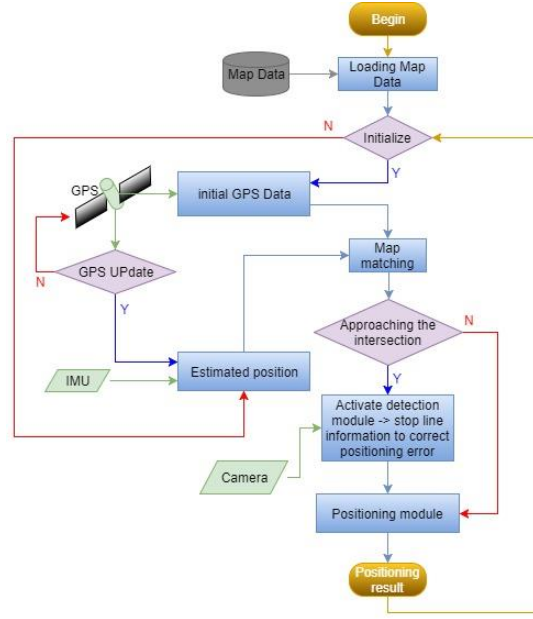 Begin
Map Data
Loading Map
Data
N
Initialize
Y
GPS
initial GPS Data
Map
matching
GPS UPdate
N
Y
N
Approaching the
intersection
Y
IMU
Estimated position
Activate detection
module -> stop line
information to correct
positioning error
Camera
Positioning module
Positioning
result